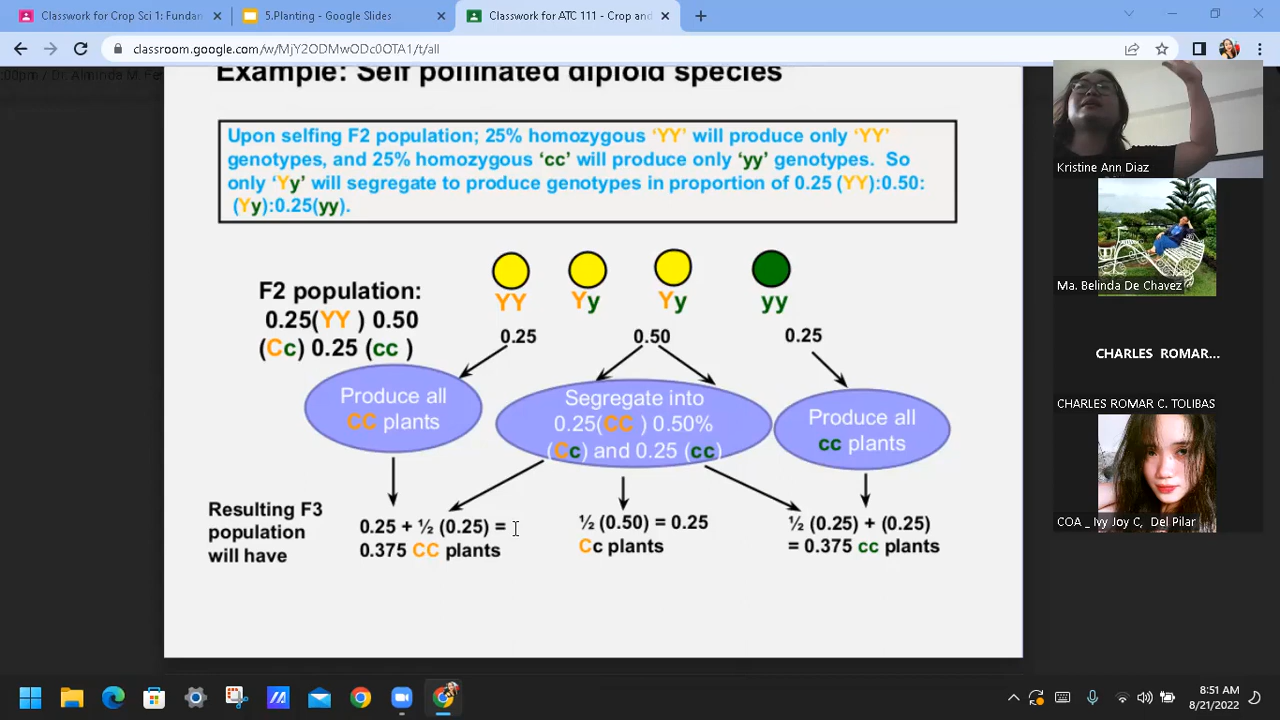 Classwork for Crop Sci 1: Fundar
5.Planting - Google Slides
Classwork for ATC 111 - Crop and
classroom.google.com/w/MjY2ODMwODc0OTA1/t/all
Example: Self pollinated diploid species
Upon selfing F2 population; 25% homozygous ‘YY’ will produce only ‘YY’
genotypes, and 25% homozygous ‘cc’ will produce only ‘yy’ genotypes. So
only ‘Yy’ will segregate to produce genotypes in proportion of 0.25 (YY):0.50:
(Yy):0.25(yy).
YY
Yy
Yy
yy
F2 population:
0.25(YY ) 0.50
(Cc) 0.25 (cc )
0.25
0.50
0.25
Produce all
CC plants
Segregate into
0.25(CC ) 0.50%
(Cc) and 0.25 (cc)
Produce all
cc plants
Resulting F3
population
will have
0.25 + ½ (0.25) =
0.375 CC plants
½ (0.50) = 0.25
Cc plants
½ (0.25) + (0.25)
= 0.375 cc plants
Kristine Ann Diaz
Ma. Belinda De Chavez
CHARLES ROMAR...
CHARLES ROMAR C. TOLIBAS
COA _ Ivy Joy C, Del Pilar
8:51 AM
8/21/2022